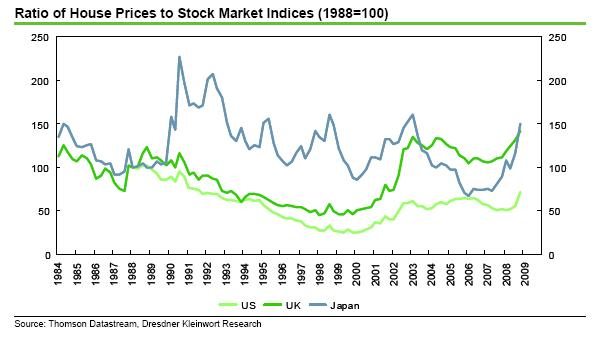 Ratio of House Prices to Stock Market Indices (1988=100)
250 250
200 200
150 150
100 100
50 50
0 0
1984 1985 1986 1987 1988 1989 1990 1991 1992 1993 1994 1995 1996 1997 1998 1999 2000 2001 2002 2003 2004 2005 2006 2007 2008 2009
US UK Japan
Source: Thomson Datastream, Dresdner Kleinwort Research